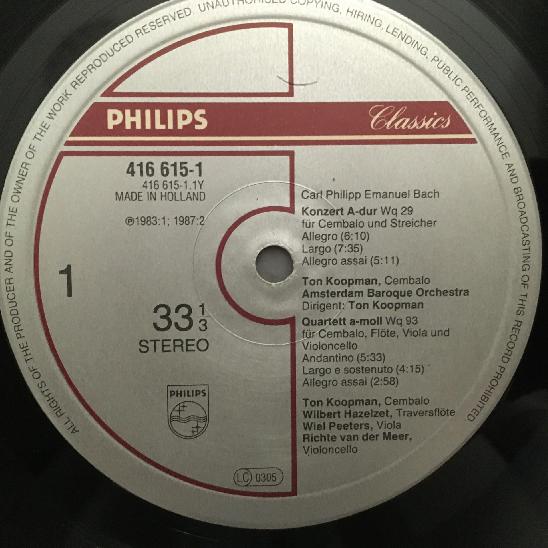 ALL RIGHTS OF THE PRODUCER AND OF THE OWNER OF THE WORK REPRODUCED RESERVED. UNAUTHORISED COPYING, HIRING, LENDING, PUBLIC PERFORMANCE AND BROADCASTING OF THIS RECORD PROHIBITED
PHILIPS Classics
416 615-1
416 615-1.1Y
MADE IN HOLLAND
℗1983:1; 1987:2
1
33 1/3
STEREO
PHILIPS
LC 0305
Carl Philipp Emanuel Bach
Konzert A-dur Wq 29
für Cembalo und Streicher
Allegro (6:10)
Largo (7:35)
Allegro assai (5:11)
Ton Koopman, Cembalo
Amsterdam Baroque Orchestra
Dirigent: Ton Koopman
Quartett a-moll Wq 93
für Cembalo, Flöte, Viola und
Violoncello
Andantino (5:33)
Largo e sostenuto (4:15)
Allegro assai (2:58)
Ton Koopman, Cembalo
Wilbert Hazelzet, Traversflöte
Wiel Peeters, Viola
Richte van der Meer,
Violoncello